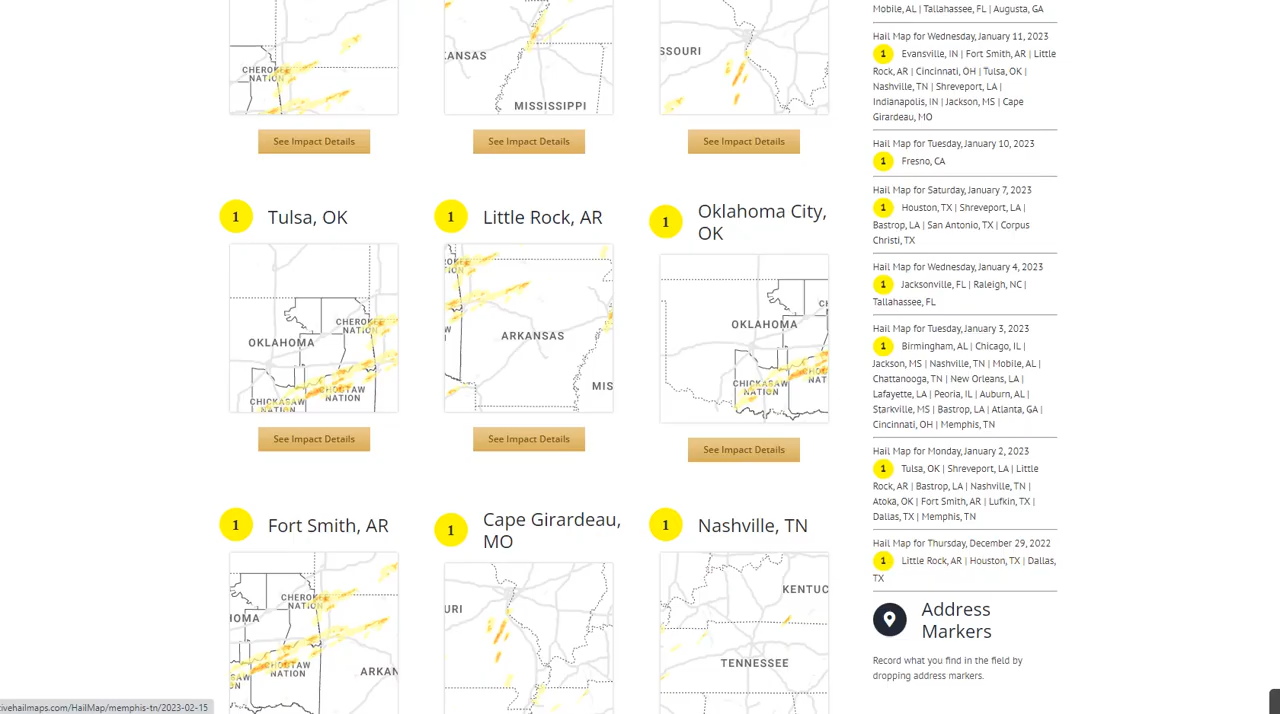 CHEROKEE
NATION
ANSAS
MISSISSIPPI
SSOURI
See Impact Details
See Impact Details
See Impact Details
1
Tulsa, OK
1
Little Rock, AR
1
Oklahoma City,
OK
OKLAHOMA
CHEROKEE
NATION
CHOCTAW
NATION
CHICKASAW
NATION
ARKANSAS
MIS
OKLAHOMA
CHICKASAW
NATION
NAT
See Impact Details
See Impact Details
See Impact Details
1
Fort Smith, AR
1
Cape Girardeau,
MO
1
Nashville, TN
CHEROKEE
NATION
HOMA
CHOCTAW
NATION
ARKAN
URI
KENTUC
TENNESSEE
Mobile, AL | Tallahassee, FL | Augusta, GA
Hail Map for Wednesday, January 11, 2023
1 Evansville, IN | Fort Smith, AR | Little
Rock, AR | Cincinnati, OH | Tulsa, OK |
Nashville, TN | Shreveport, LA |
Indianapolis, IN | Jackson, MS | Cape
Girardeau, MO
Hail Map for Tuesday, January 10, 2023
1 Fresno, CA
Hail Map for Saturday, January 7, 2023
1 Houston, TX | Shreveport, LA |
Bastrop, LA | San Antonio, TX | Corpus
Christi, TX
Hail Map for Wednesday, January 4, 2023
1 Jacksonville, FL | Raleigh, NC |
Tallahassee, FL
Hail Map for Tuesday, January 3, 2023
1 Birmingham, AL | Chicago, IL |
Jackson, MS | Nashville, TN | Mobile, AL |
Chattanooga, TN | New Orleans, LA |
Lafayette, LA | Peoria, IL | Auburn, AL |
Starkville, MS | Bastrop, LA | Atlanta, GA |
Cincinnati, OH | Memphis, TN
Hail Map for Monday, January 2, 2023
1 Tulsa, OK | Shreveport, LA | Little
Rock, AR | Bastrop, LA | Nashville, TN |
Atoka, OK | Fort Smith, AR | Lufkin, TX |
Dallas, TX | Memphis, TN
Hail Map for Thursday, December 29, 2022
1 Little Rock, AR | Houston, TX | Dallas,
TX
Address
Markers
Record what you find in the field by
dropping address markers.
ivehailmaps.com/HailMap/memphis-tn/2023-02-15